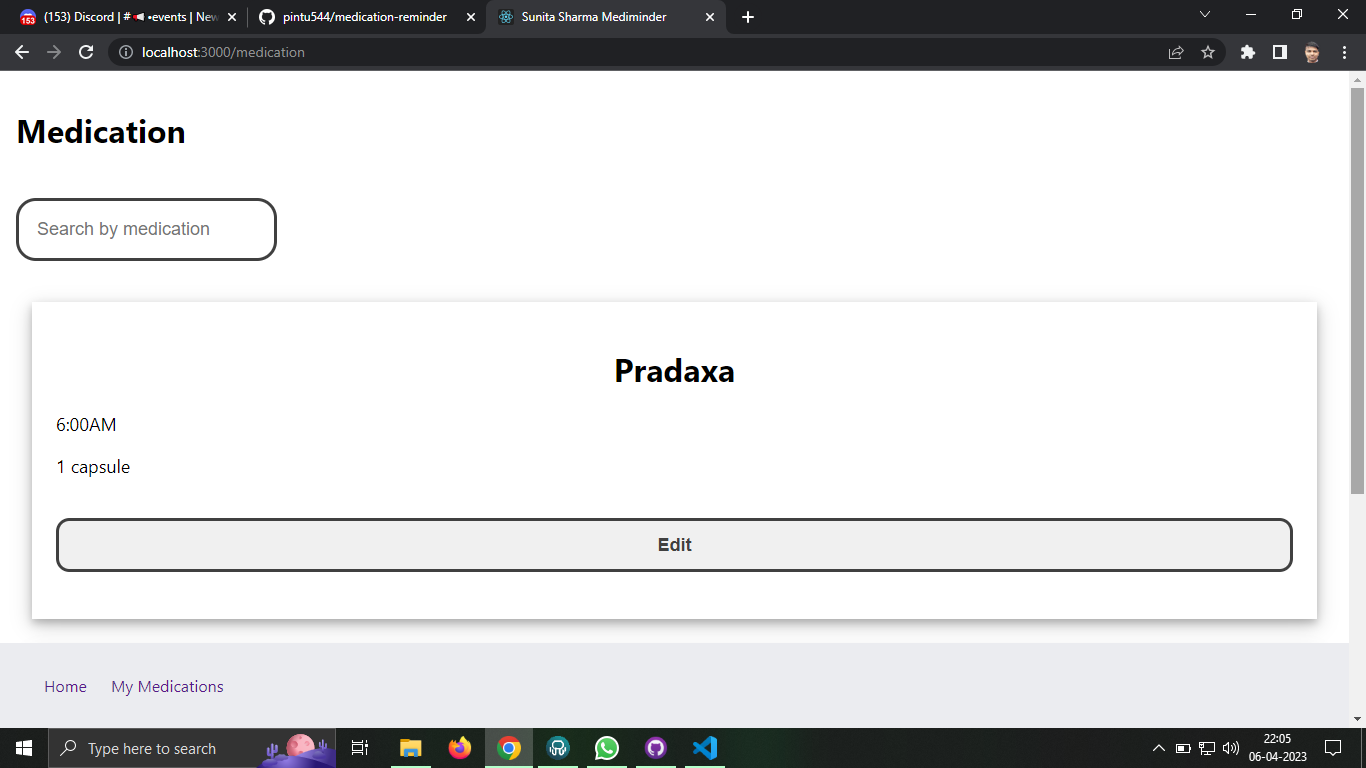 153
(153) Discord | # 📢 •events | New
pintu544/medication-reminder
Sunita Sharma Mediminder
localhost:3000/medication
Medication
Search by medication
Pradaxa
6:00AM
1 capsule
Edit
Home My Medications
Type here to search
22:05
06-04-2023